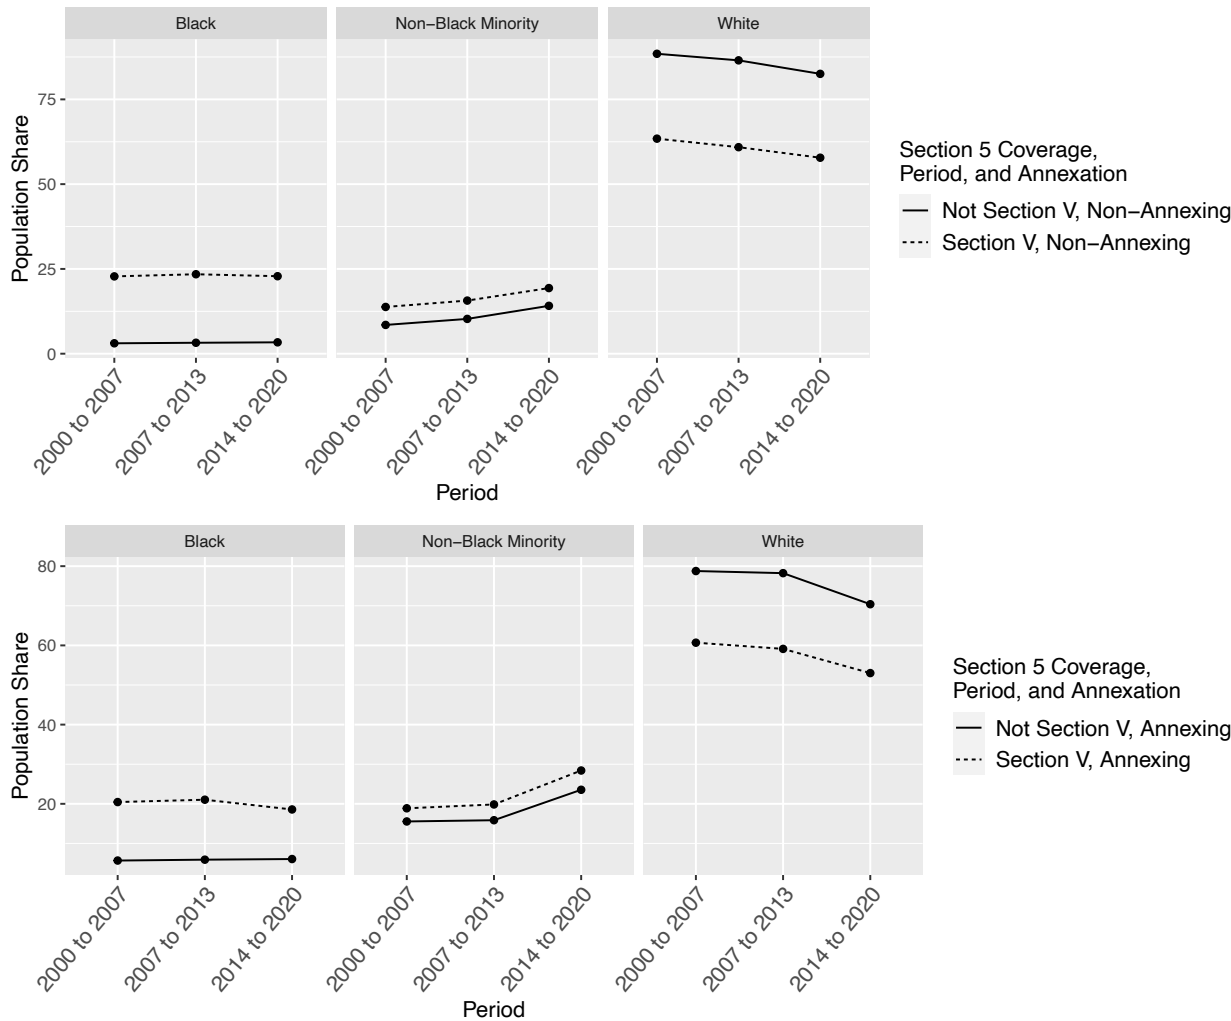 Black
Non−Black Minority
White
Population Share
75
50
25
0
2000 to 2007
2007 to 2013
2014 to 2020
2000 to 2007
2007 to 2013
2014 to 2020
2000 to 2007
2007 to 2013
2014 to 2020
Period
Section 5 Coverage,
Period, and Annexation
Not Section V, Non−Annexing
Section V, Non−Annexing
Black
Non−Black Minority
White
Population Share
80
60
40
20
2000 to 2007
2007 to 2013
2014 to 2020
2000 to 2007
2007 to 2013
2014 to 2020
2000 to 2007
2007 to 2013
2014 to 2020
Period
Section 5 Coverage,
Period, and Annexation
Not Section V, Annexing
Section V, Annexing